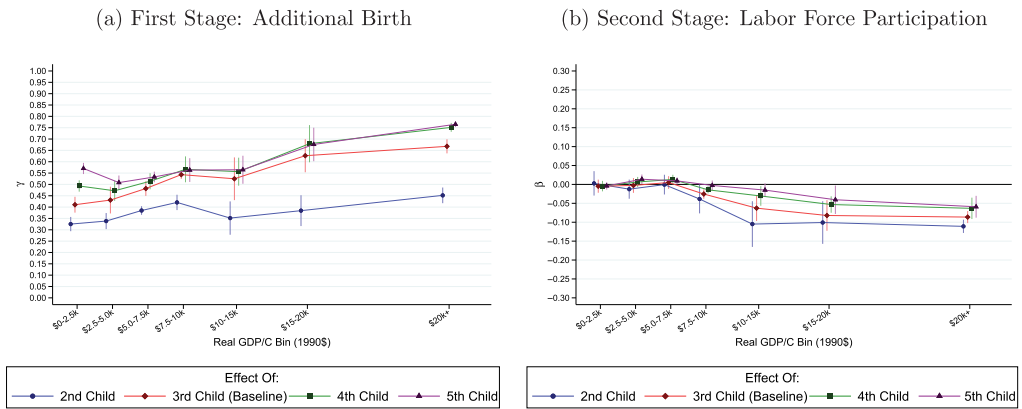 (a) First Stage: Additional Birth
1.00
0.95
0.90
0.85
0.80
0.75
0.70
0.65
0.60
0.55
0.50
0.45
0.40
0.35
0.30
0.25
0.20
0.15
0.10
0.05
0.00
γ
$0-2.5k
$2.5-5.0k
$5.0-7.5k
$7.5-10k
$10-15k
$15-20k
$20k+
Real GDP/C Bin (1990$)
Effect Of:
2nd Child 3rd Child (Baseline) 4th Child 5th Child
(b) Second Stage: Labor Force Participation
0.30
0.25
0.20
0.15
0.10
0.05
0.00
−0.05
−0.10
−0.15
−0.20
−0.25
−0.30
β
$0-2.5k
$2.5-5.0k
$5.0-7.5k
$7.5-10k
$10-15k
$15-20k
$20k+
Real GDP/C Bin (1990$)
Effect Of:
2nd Child 3rd Child (Baseline) 4th Child 5th Child